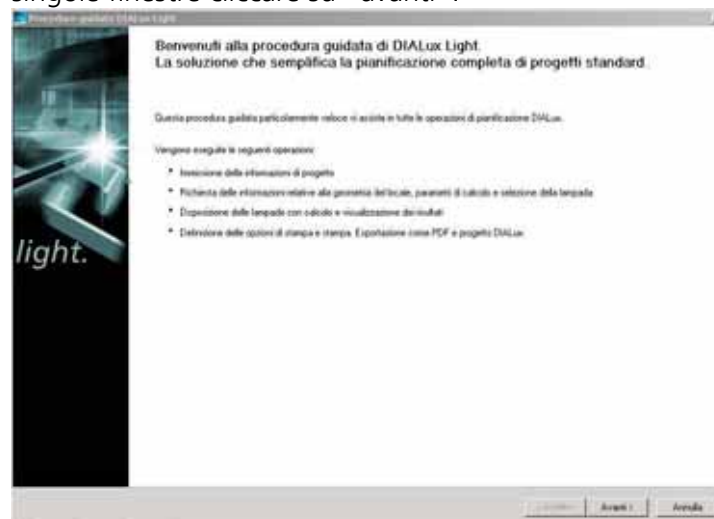 singole finestre cliccare su "avanti".
Procedura guidata DIALux Light
Benvenuti alla procedura guidata di DIALux Light.
La soluzione che semplifica la pianificazione completa di progetti standard.
Questa procedura guidata particolarmente veloce vi assiste in tutte le operazioni di pianificazione DIALux.
Vengono eseguite le seguenti operazioni:
* Immissione delle informazioni di progetto
* Richiesta delle informazioni relative alla geometria del locale, parametri di calcolo e selezione della lampada
* Disposizione delle lampade con calcolo e visualizzazione dei risultati
* Definizione delle opzioni di stampa e stampa. Esportazione come PDF e progetto DIALux
light.
Avanti > Annulla